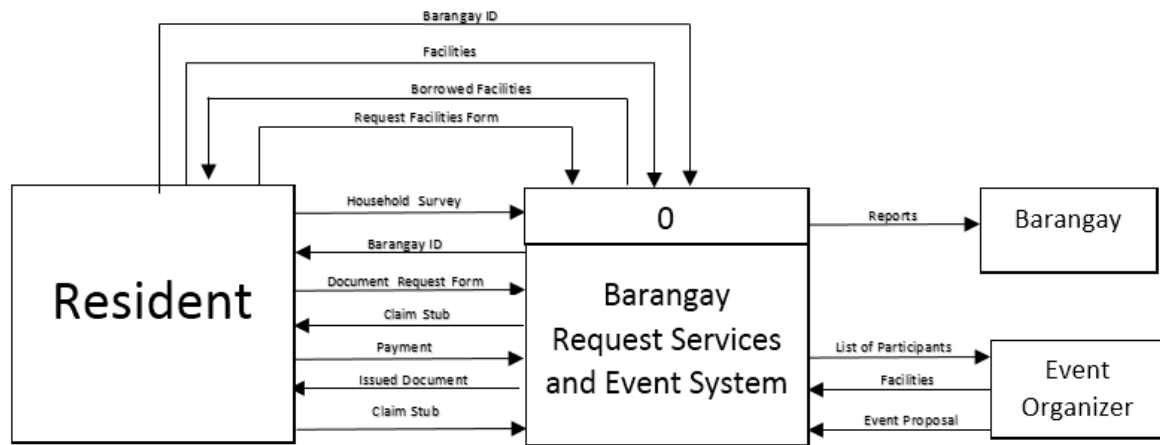 Barangay ID
Facilities
Borrowed Facilities
Request Facilities Form
Household Survey
Barangay ID
Document Request Form
Claim Stub
Payment
Issued Document
Claim Stub
Resident
0
Barangay
Request Services
and Event System
Reports
Barangay
List of Participants
Facilities
Event Proposal
Event
Organizer